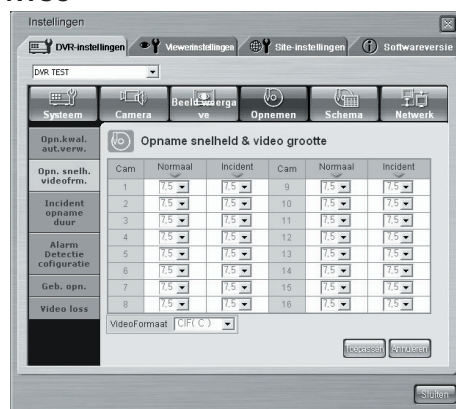 Instellingen
DVR-instellingen Viewerinstellingen Site-instellingen Softwareversie
DVR TEST
Systeem Camera Beeldweergave Opnemen Schema Netwerk
Opn.kwal. aut.verw.
Opn. snelh. videofrm.
Incident opname duur
Alarm Detectie cofiguratie
Geb. opn.
Video loss
Opname snelheid & video grootte
Cam Normaal Incident Cam Normaal Incident
1 7,5 7,5 9 7,5 7,5
2 7,5 7,5 10 7,5 7,5
3 7,5 7,5 11 7,5 7,5
4 7,5 7,5 12 7,5 7,5
5 7,5 7,5 13 7,5 7,5
6 7,5 7,5 14 7,5 7,5
7 7,5 7,5 15 7,5 7,5
8 7,5 7,5 16 7,5 7,5
VideoFormaat CIF( C )
Toepassen Annuleren
Sluiten